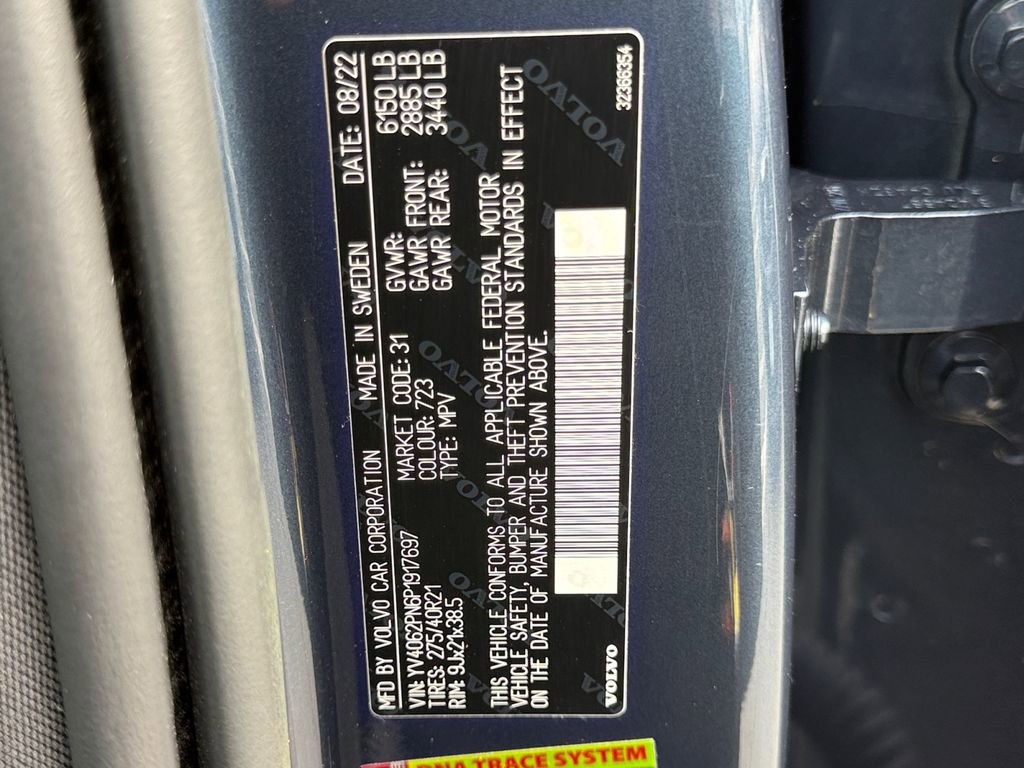 MFD BY VOLVO CAR CORPORATION MADE IN SWEDEN DATE: 08/22
VIN: YV4062PN6P1917697 MARKET CODE: 31 GVWR: 6150 LB
TIRES: 275/40R21 COLOUR: 723 GAWR FRONT: 2885 LB
RIM: 9Jx21x38.5 TYPE: MPV GAWR REAR: 3440 LB
THIS VEHICLE CONFORMS TO ALL APPLICABLE FEDERAL MOTOR
VEHICLE SAFETY, BUMPER AND THEFT PREVENTION STANDARDS IN EFFECT
ON THE DATE OF MANUFACTURE SHOWN ABOVE.
VOLVO 32366354
DNA TRACE SYSTEM